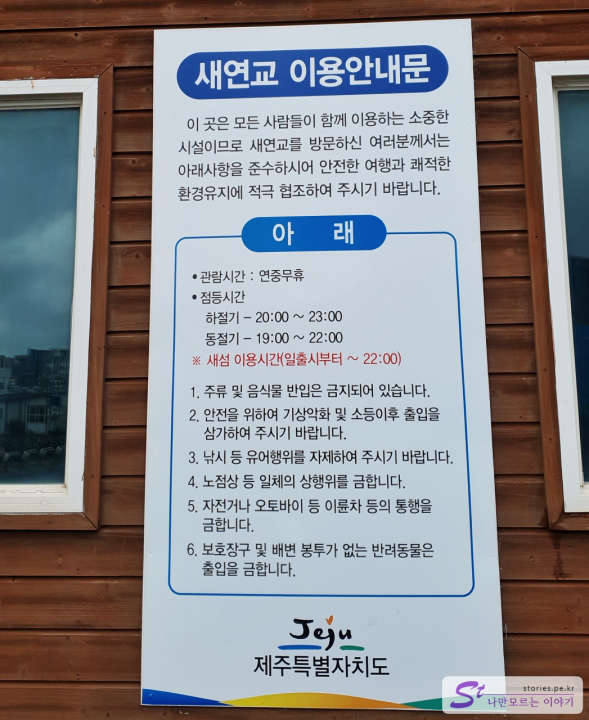 새연교 이용안내문
이 곳은 모든 사람들이 함께 이용하는 소중한
시설이므로 새연교를 방문하신 여러분께서는
아래사항을 준수하시어 안전한 여행과 쾌적한
환경유지에 적극 협조하여 주시기 바랍니다.
아 래
• 관람시간 : 연중무휴
• 점등시간
하절기 – 20:00 ~ 23:00
동절기 – 19:00 ~ 22:00
※ 새섬 이용시간(일출시부터 ~ 22:00)
1. 주류 및 음식물 반입은 금지되어 있습니다.
2. 안전을 위하여 기상악화 및 소등이후 출입을
삼가하여 주시기 바랍니다.
3. 낚시 등 유어행위를 자제하여 주시기 바랍니다.
4. 노점상 등 일체의 상행위를 금합니다.
5. 자전거나 오토바이 등 이륜차 등의 통행을
금합니다.
6. 보호장구 및 배변 봉투가 없는 반려동물은
출입을 금합니다.
Jeju
제주특별자치도
St stories.pe.kr
나만모르는 이야기